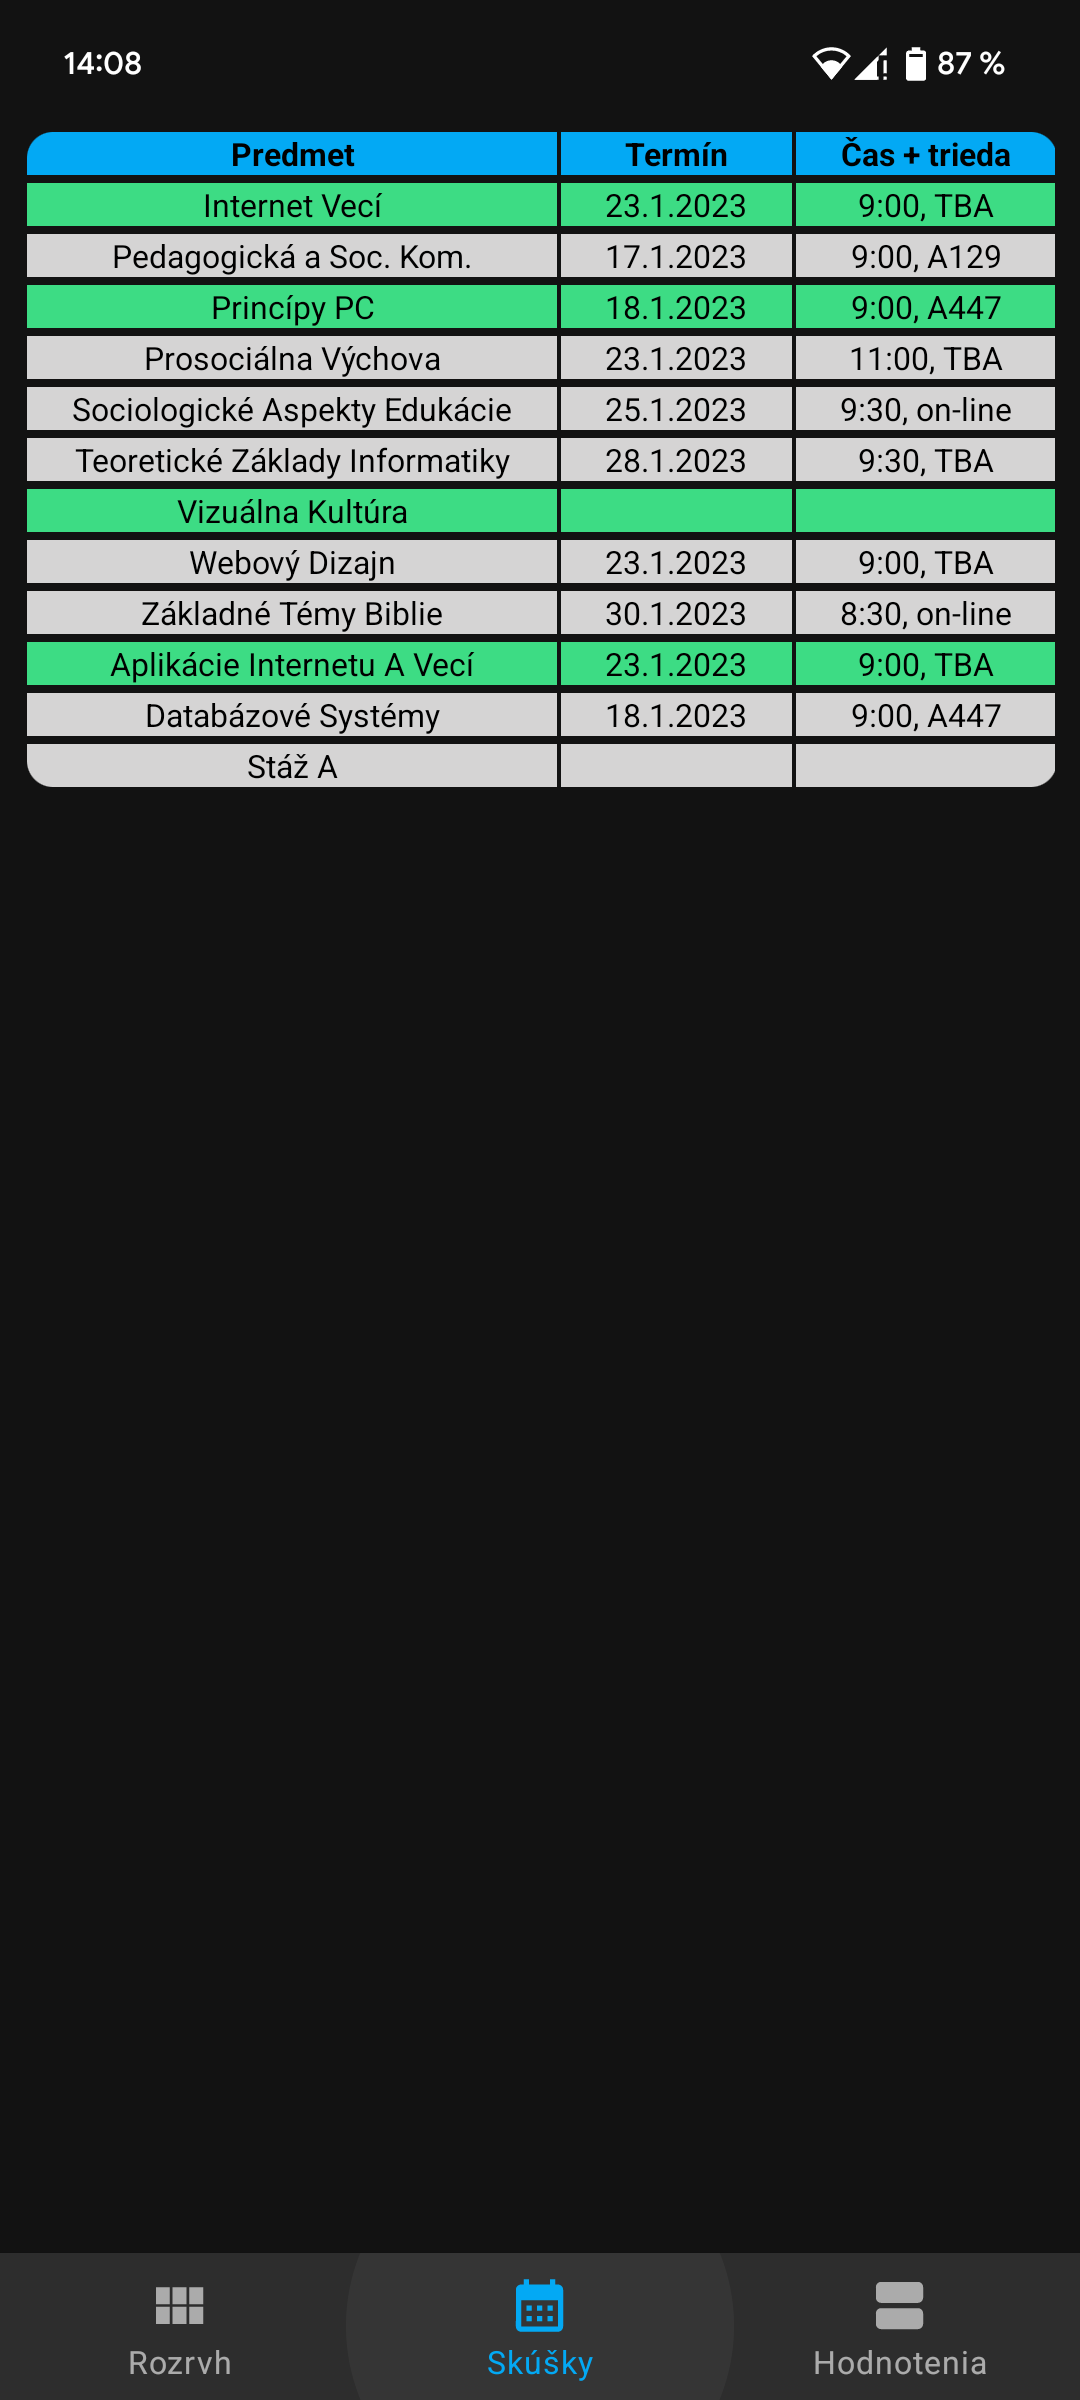 14:08 87 %
Predmet Termín Čas + trieda
Internet Vecí 23.1.2023 9:00, TBA
Pedagogická a Soc. Kom. 17.1.2023 9:00, A129
Princípy PC 18.1.2023 9:00, A447
Prosociálna Výchova 23.1.2023 11:00, TBA
Sociologické Aspekty Edukácie 25.1.2023 9:30, on-line
Teoretické Základy Informatiky 28.1.2023 9:30, TBA
Vizuálna Kultúra
Webový Dizajn 23.1.2023 9:00, TBA
Základné Témy Biblie 30.1.2023 8:30, on-line
Aplikácie Internetu A Vecí 23.1.2023 9:00, TBA
Databázové Systémy 18.1.2023 9:00, A447
Stáž A
Rozrvh Skúšky Hodnotenia